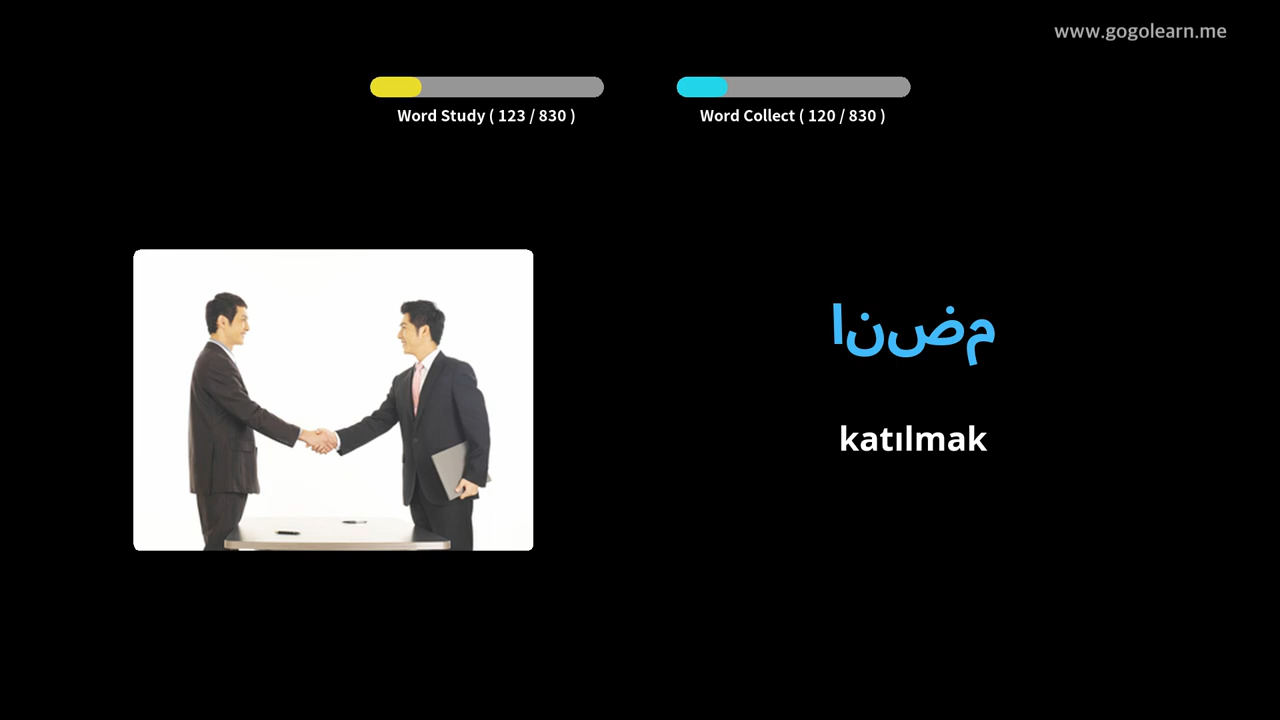 www.gogolearn.me
Word Study ( 123 / 830 )
Word Collect ( 120 / 830 )
انضم
katılmak